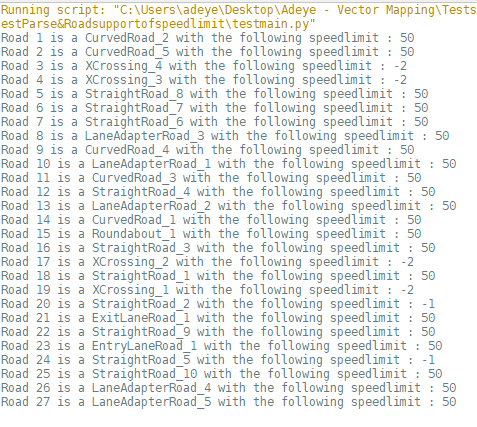 Running script: "C:\Users\adeye\Desktop\Adeye - Vector Mapping\Tests
estParse&Roadsupportofspeedlimit\testmain.py"
Road 1 is a CurvedRoad_2 with the following speedlimit : 50
Road 2 is a CurvedRoad_5 with the following speedlimit : 50
Road 3 is a XCrossing_4 with the following speedlimit : -2
Road 4 is a XCrossing_3 with the following speedlimit : -2
Road 5 is a StraightRoad_8 with the following speedlimit : 50
Road 6 is a StraightRoad_7 with the following speedlimit : 50
Road 7 is a StraightRoad_6 with the following speedlimit : 50
Road 8 is a LaneAdapterRoad_3 with the following speedlimit : 50
Road 9 is a CurvedRoad_4 with the following speedlimit : 50
Road 10 is a LaneAdapterRoad_1 with the following speedlimit : 50
Road 11 is a CurvedRoad_3 with the following speedlimit : 50
Road 12 is a StraightRoad_4 with the following speedlimit : 50
Road 13 is a LaneAdapterRoad_2 with the following speedlimit : 50
Road 14 is a CurvedRoad_1 with the following speedlimit : 50
Road 15 is a Roundabout_1 with the following speedlimit : 50
Road 16 is a StraightRoad_3 with the following speedlimit : 50
Road 17 is a XCrossing_2 with the following speedlimit : -2
Road 18 is a StraightRoad_1 with the following speedlimit : 50
Road 19 is a XCrossing_1 with the following speedlimit : -2
Road 20 is a StraightRoad_2 with the following speedlimit : -1
Road 21 is a ExitLaneRoad_1 with the following speedlimit : 50
Road 22 is a StraightRoad_9 with the following speedlimit : 50
Road 23 is a EntryLaneRoad_1 with the following speedlimit : 50
Road 24 is a StraightRoad_5 with the following speedlimit : -1
Road 25 is a StraightRoad_10 with the following speedlimit : 50
Road 26 is a LaneAdapterRoad_4 with the following speedlimit : 50
Road 27 is a LaneAdapterRoad_5 with the following speedlimit : 50